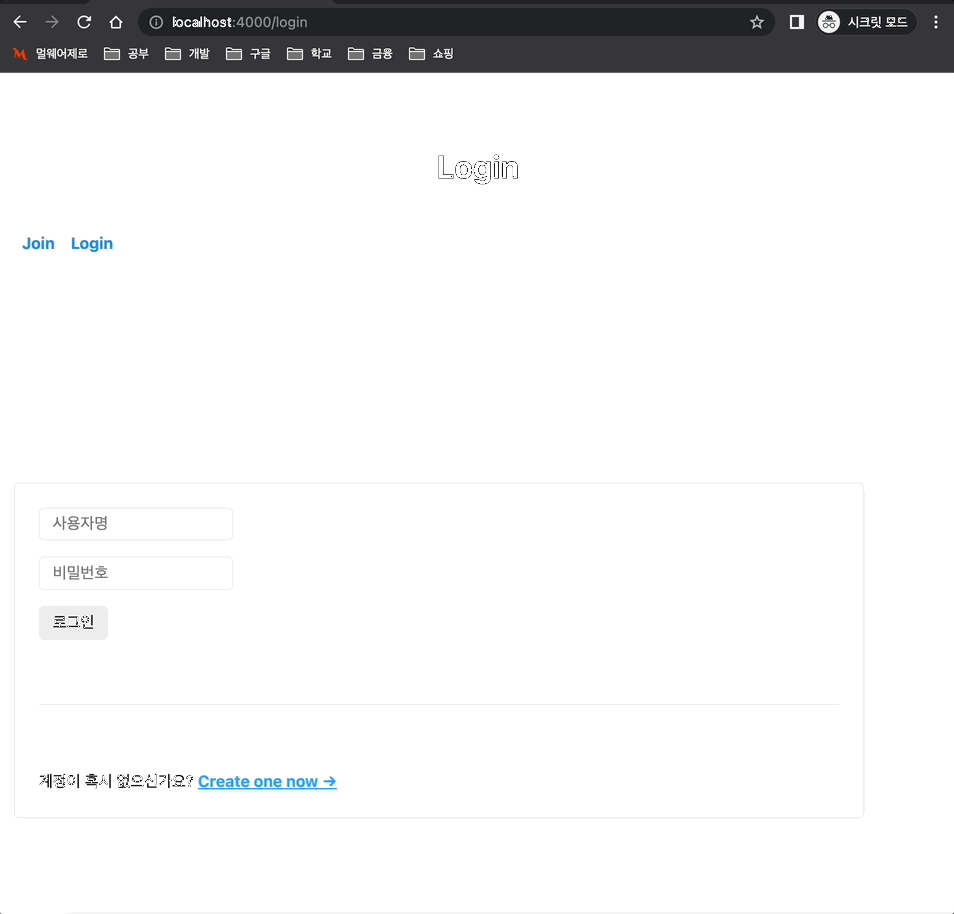 localhost:4000/login
시크릿 모드
멀웨어제로 공부 개발 구글 학교 금융 쇼핑
Login
Join Login
사용자명
비밀번호
로그인
계정이 혹시 없으신가요? Create one now →